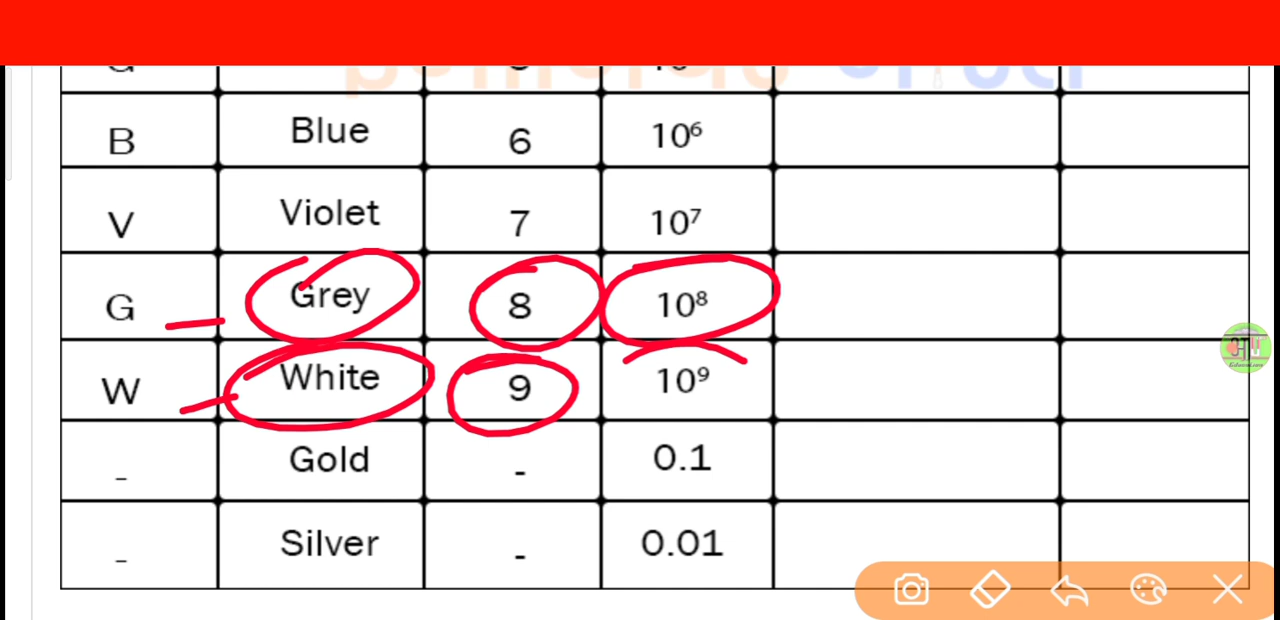 B Blue 6 10⁶
V Violet 7 10⁷
G Grey 8 10⁸
W White 9 10⁹
_ Gold - 0.1
_ Silver - 0.01